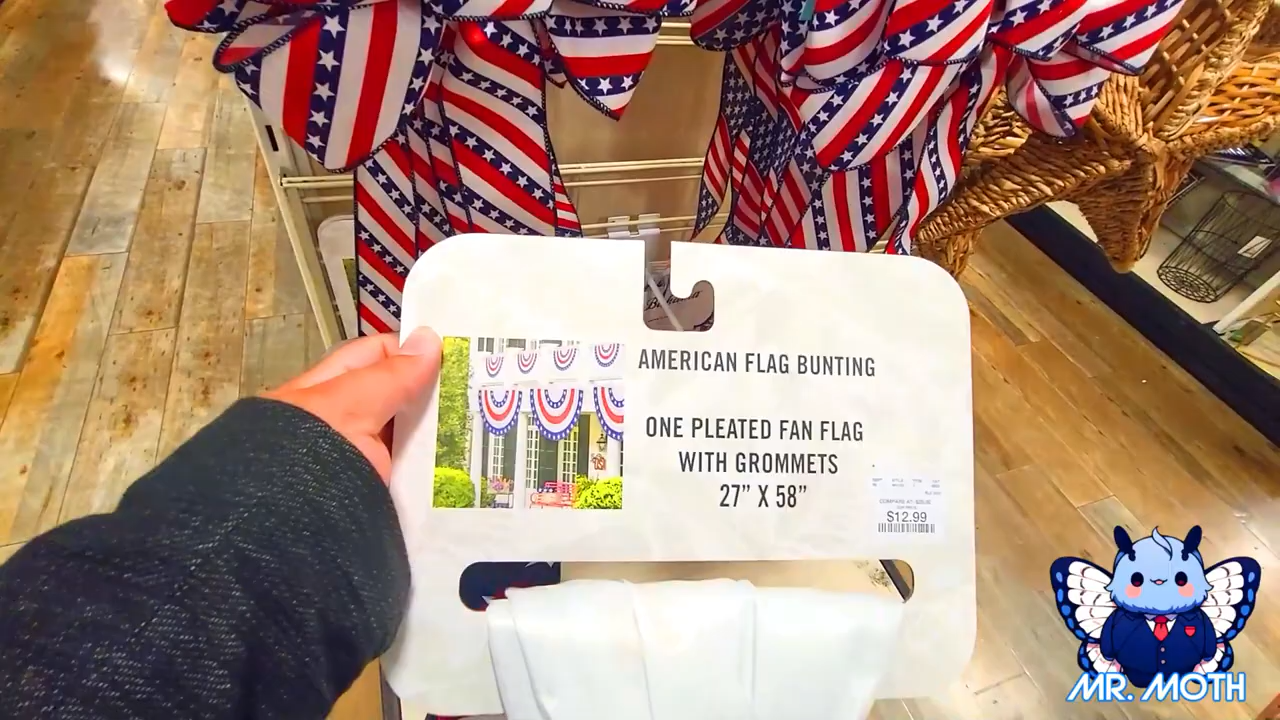 AMERICAN FLAG BUNTING
ONE PLEATED FAN FLAG
WITH GROMMETS
27" X 58"
$12.99
MR. MOTH